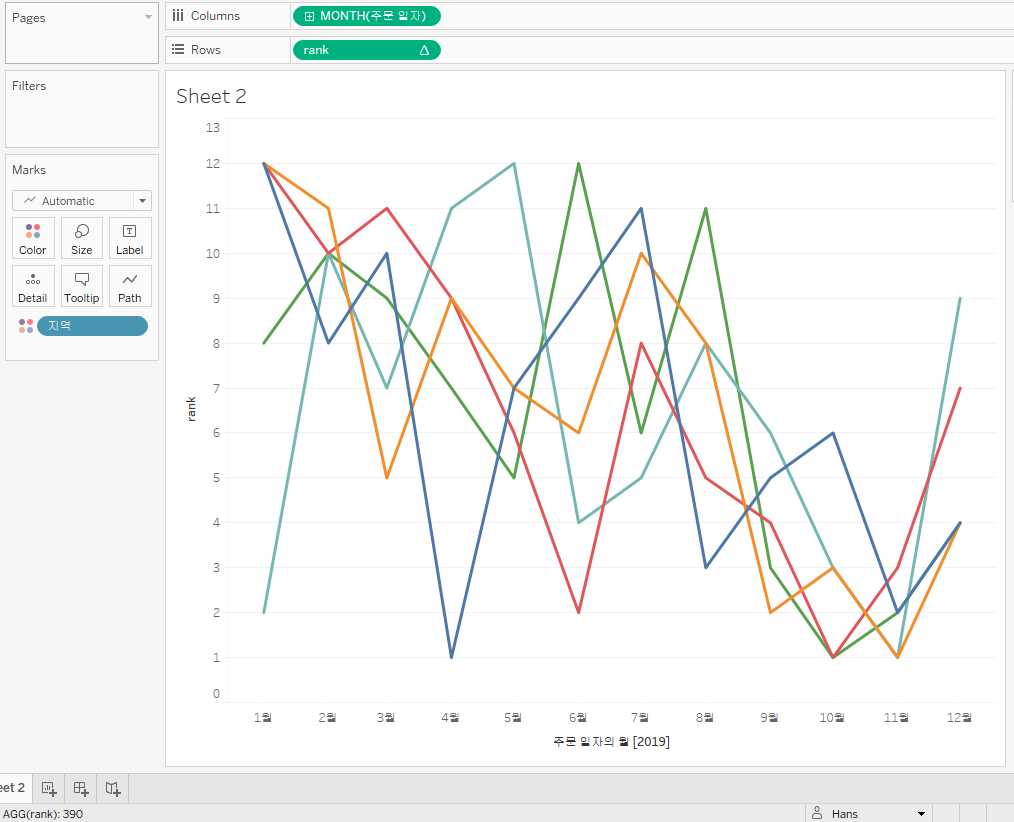 Pages
Columns
MONTH(주문 일자)
Rows
rank
Filters
Marks
Automatic
Color
Size
Label
Detail
Tooltip
Path
지역
Sheet 2
13
12
11
10
9
8
7
6
5
4
3
2
1
0
rank
1월
2월
3월
4월
5월
6월
7월
8월
9월
10월
11월
12월
주문 일자의 월 [2019]
eet 2
AGG(rank): 390
Hans